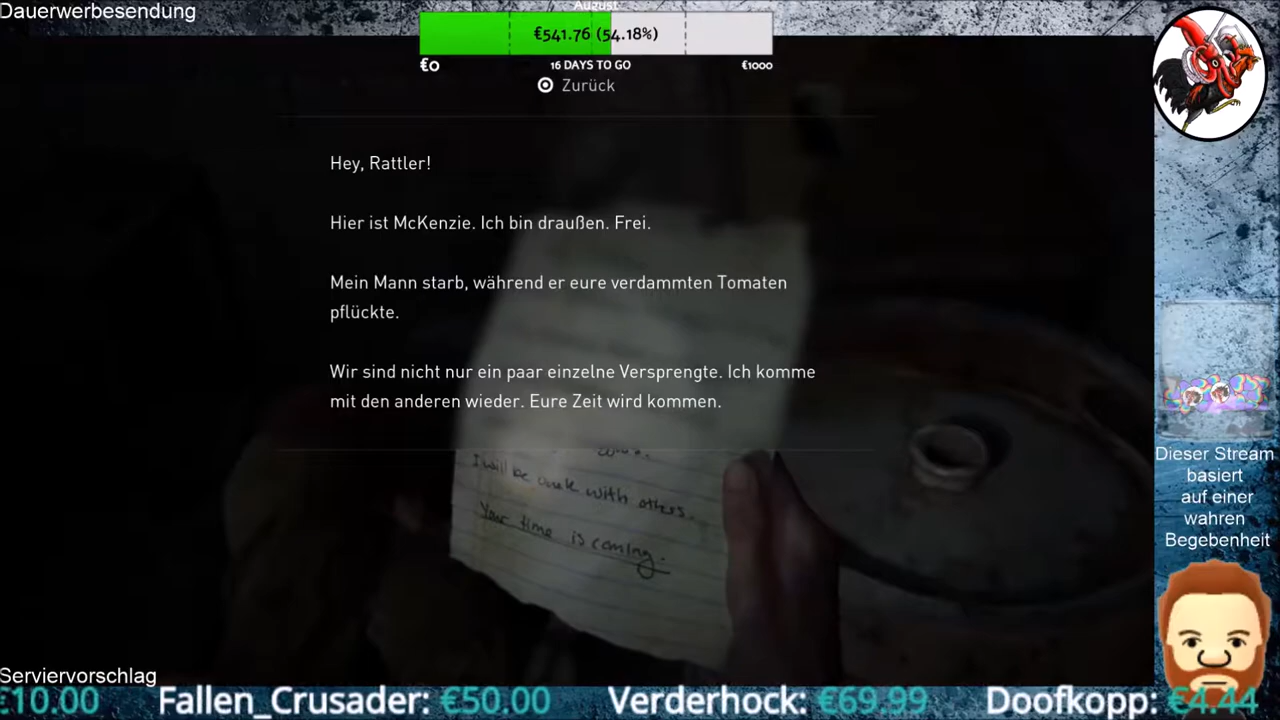 Dauerwerbesendung
August
€541.76 (54.18%)
€0
16 DAYS TO GO
€1000
Zurück
Hey, Rattler!
Hier ist McKenzie. Ich bin draußen. Frei.
Mein Mann starb, während er eure verdammten Tomaten
pflückte.
Wir sind nicht nur ein paar einzelne Versprengte. Ich komme
mit den anderen wieder. Eure Zeit wird kommen.
I will be with others.
Your time is coming.
Dieser Stream
basiert
auf einer
wahren
Begebenheit
Serviervorschlag
€10.00 Fallen_Crusader: €50.00 Verderhock: €69.99 Doofkopp: €4.44